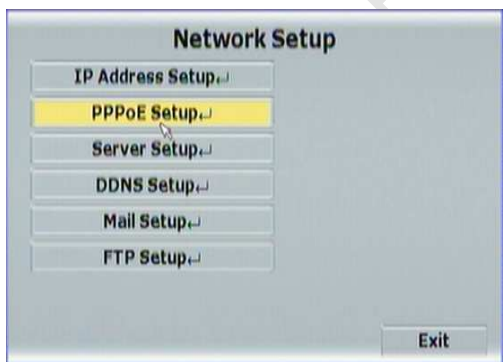 Network Setup
IP Address Setup↵
PPPoE Setup↵
Server Setup↵
DDNS Setup↵
Mail Setup↵
FTP Setup↵
Exit